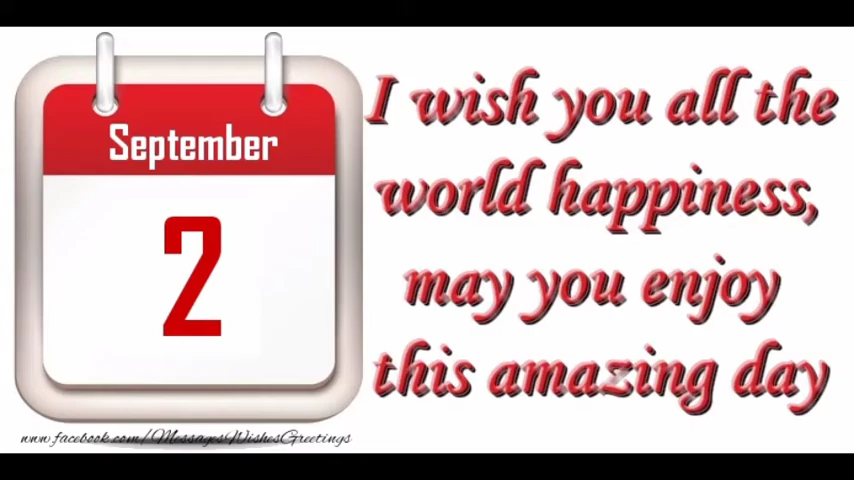 September
2
I wish you all the
world happiness,
may you enjoy
this amazing day
www.facebook.com/MessagesWishesGreetings